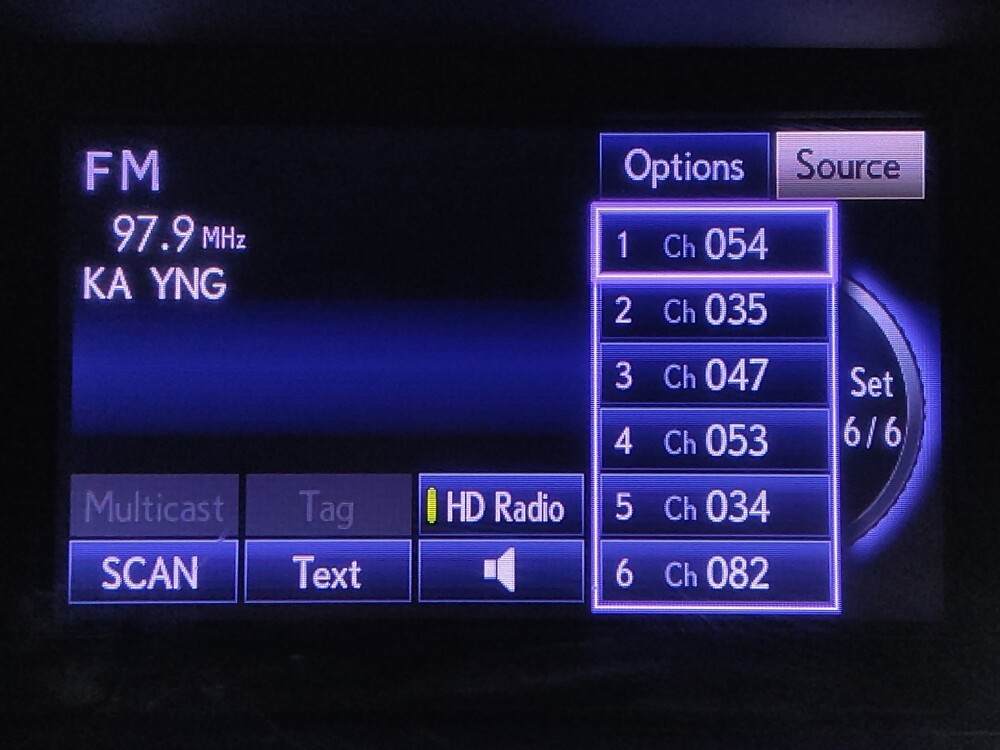 FM
97.9 MHz
KA YNG
Options
Source
1 Ch 054
2 Ch 035
3 Ch 047
4 Ch 053
5 Ch 034
6 Ch 082
Set
6/6
Multicast
Tag
HD Radio
SCAN
Text